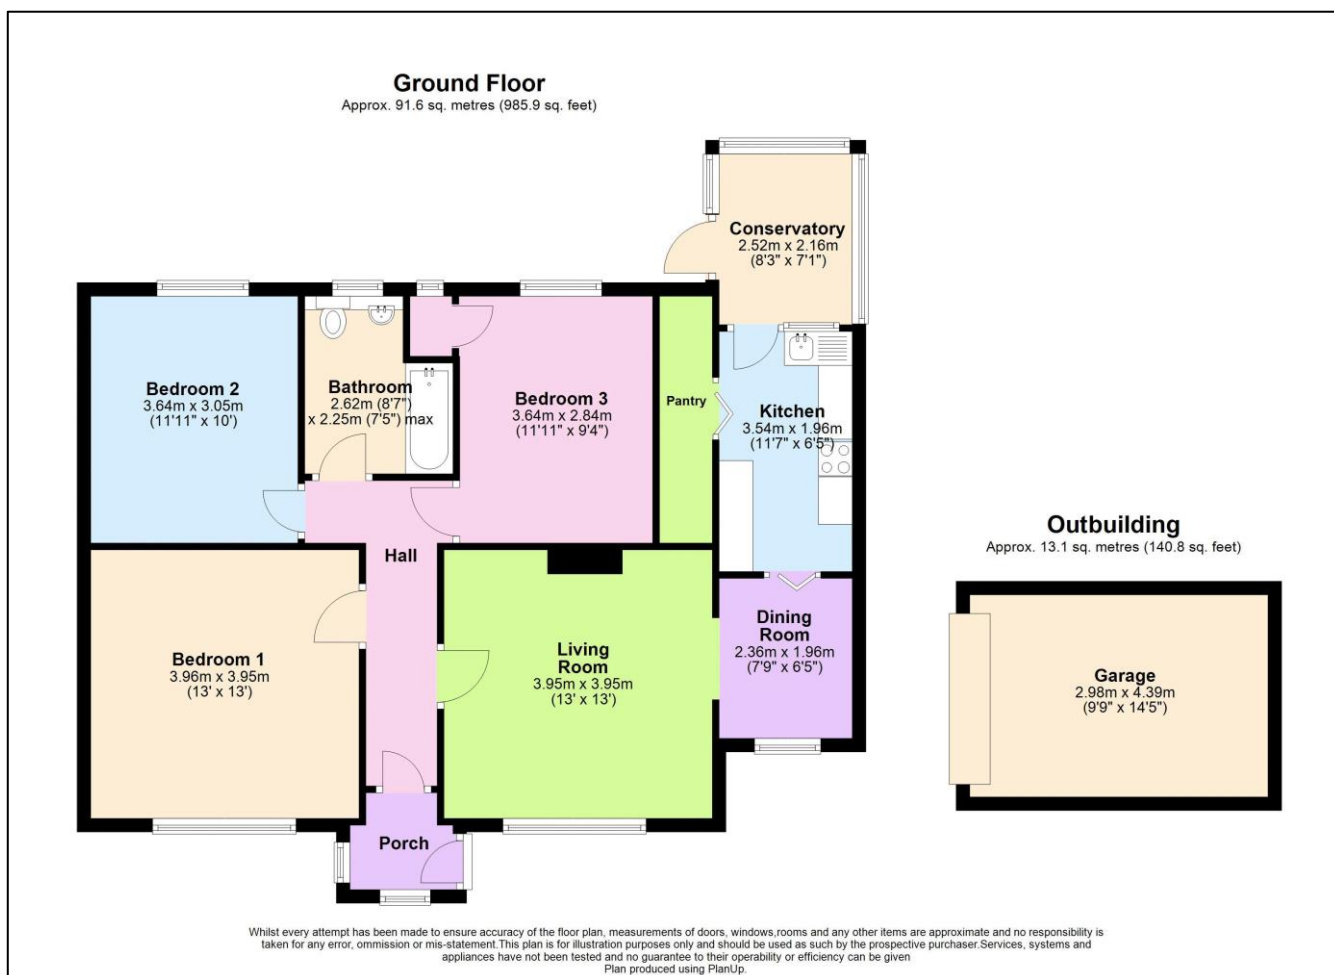 Ground Floor
Approx. 91.6 sq. metres (985.9 sq. feet)
Conservatory
2.52m x 2.16m
(8'3" x 7'1")
Bedroom 2
3.64m x 3.05m
(11'11" x 10')
Bathroom
2.62m (8'7")
x 2.25m (7'5") max
Bedroom 3
3.64m x 2.84m
(11'11" x 9'4")
Pantry
Kitchen
3.54m x 1.96m
(11'7" x 6'5")
Hall
Bedroom 1
3.96m x 3.95m
(13' x 13')
Living
Room
3.95m x 3.95m
(13' x 13')
Dining
Room
2.36m x 1.96m
(7'9" x 6'5")
Porch
Outbuilding
Approx. 13.1 sq. metres (140.8 sq. feet)
Garage
2.98m x 4.39m
(9'9" x 14'5")
Whilst every attempt has been made to ensure accuracy of the floor plan, measurements of doors, windows,rooms and any other items are approximate and no responsibility is
taken for any error, ommission or mis-statement.This plan is for illustration purposes only and should be used as such by the prospective purchaser.Services, systems and
appliances have not been tested and no guarantee to their operability or efficiency can be given
Plan produced using PlanUp.